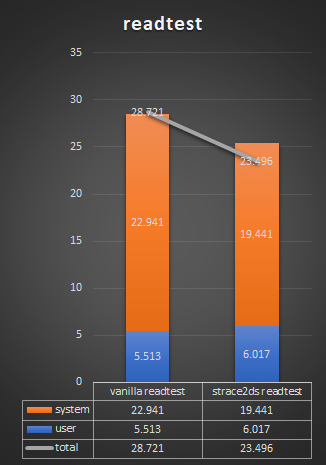 readtest
35
30
28.721
25
23.496
22.941
20
19.441
15
10
5
5.513
6.017
0
vanilla readtest strace2ds readtest
system 22.941 19.441
user 5.513 6.017
total 28.721 23.496